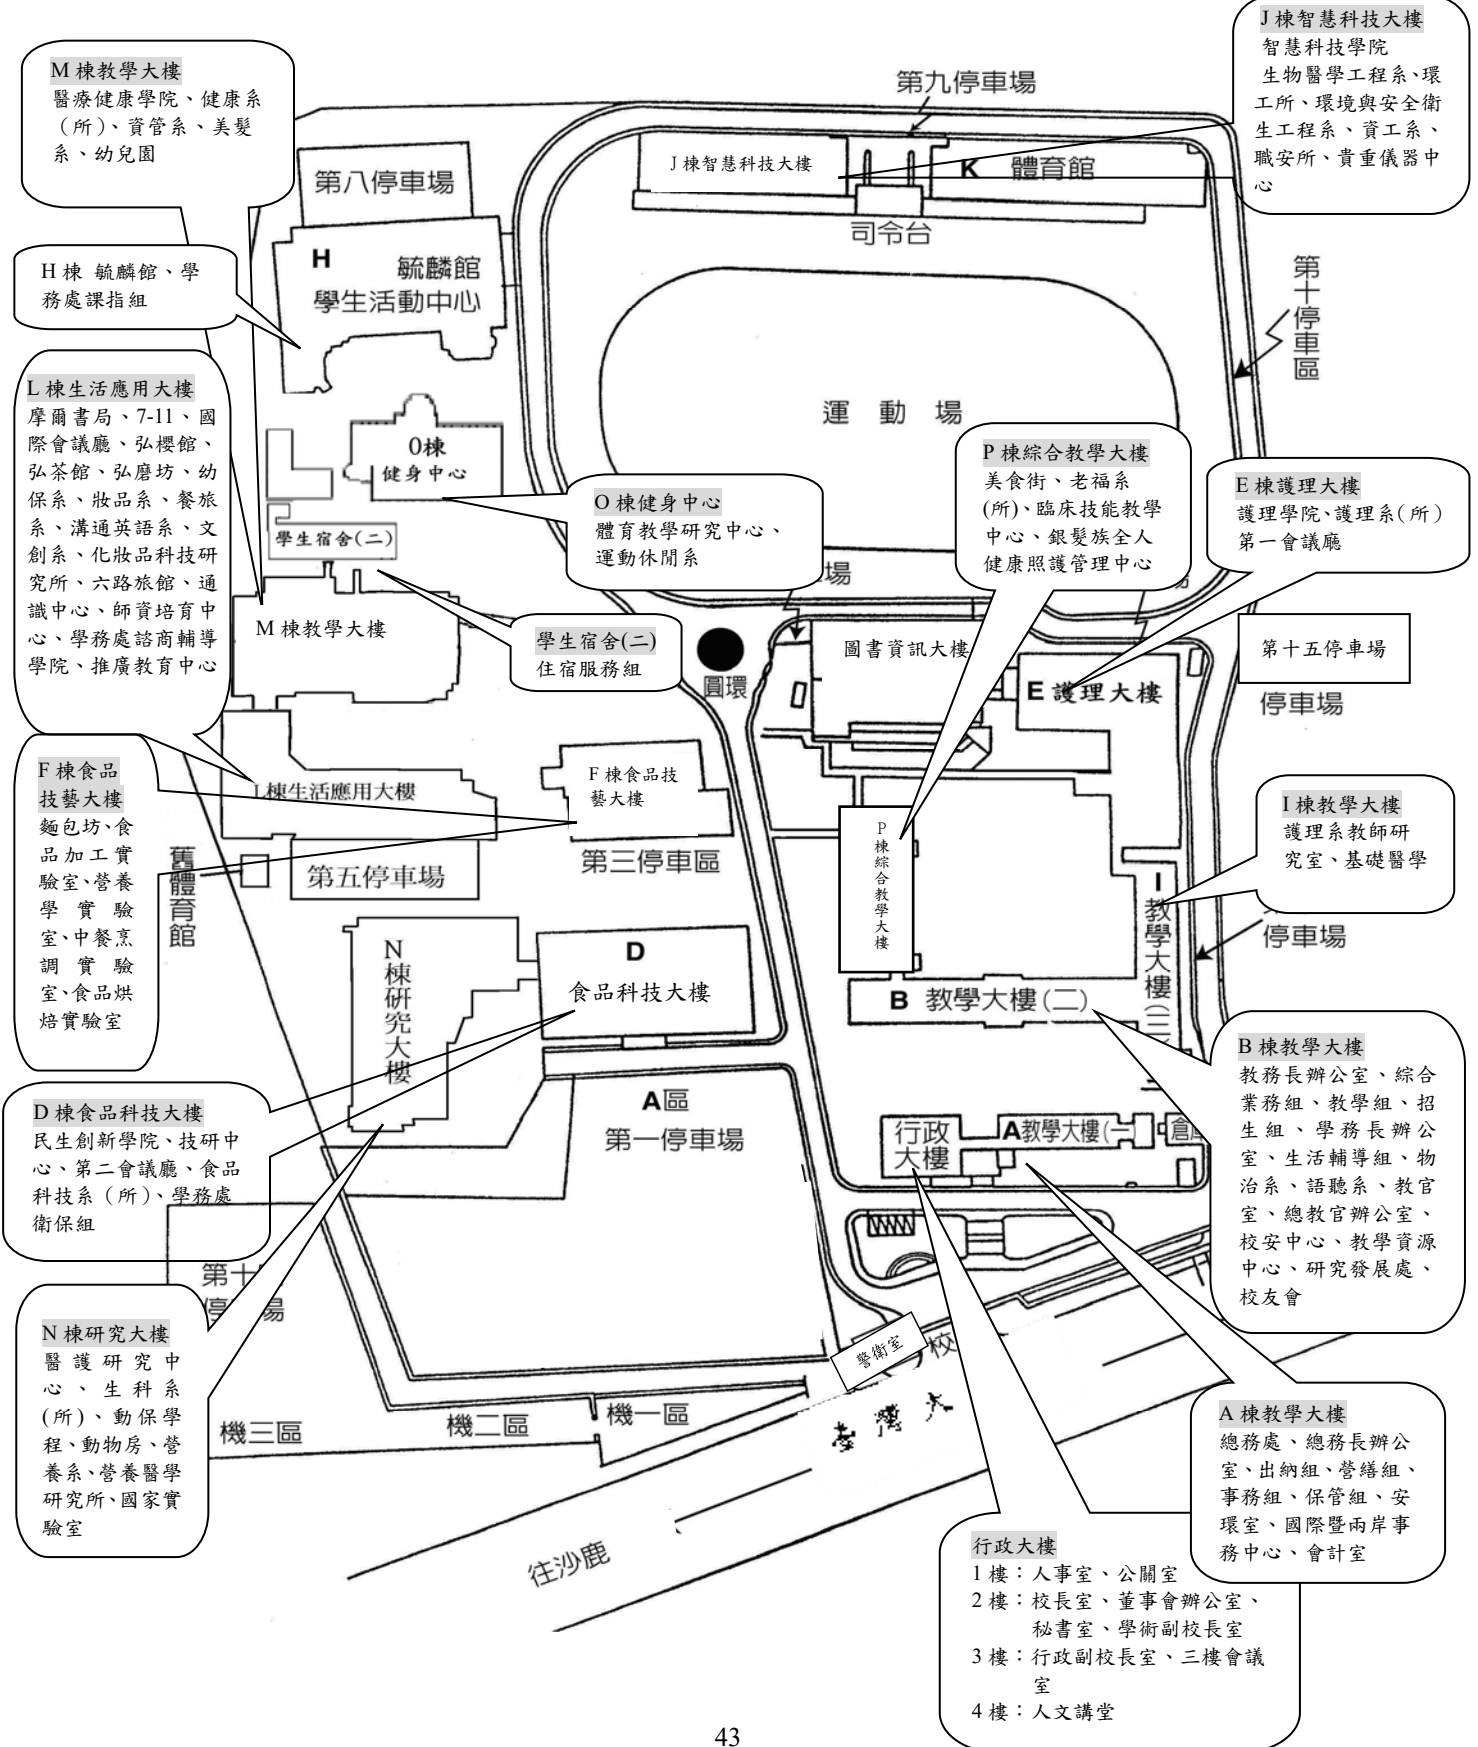 J 棟智慧科技大樓
智慧科技學院
生物醫學工程系、環
工所、環境與安全衛
生工程系、資工系、
職安所、貴重儀器中
心
M 棟教學大樓
醫療健康學院、健康系
（所）、資管系、美髮
系、幼兒園
第九停車場
J 棟智慧科技大樓
K 體育館
司令台
第八停車場
H 毓麟館
學生活動中心
H 棟 毓麟館、學
務處課指組
第十停車區
運 動 場
L 棟生活應用大樓
摩爾書局、7-11、國
際會議廳、弘櫻館、
弘茶館、弘磨坊、幼
保系、妝品系、餐旅
系、溝通英語系、文
創系、化妝品科技研
究所、六路旅館、通
識中心、師資培育中
心、學務處諮商輔導
學院、推廣教育中心
O棟
健身中心
O 棟健身中心
體育教學研究中心、
運動休閒系
P 棟綜合教學大樓
美食街、老福系
(所)、臨床技能教學
中心、銀髮族全人
健康照護管理中心
E 棟護理大樓
護理學院、護理系（所）
第一會議廳
學生宿舍(二)
車場
場
M 棟教學大樓
學生宿舍(二)
住宿服務組
圓環
圖書資訊大樓
E 護理大樓
第十五停車場
停車場
F 棟食品
技藝大樓
麵包坊、食
品加工實
驗室、營養
學實驗
室、中餐烹
調實驗
室、食品烘
焙實驗室
L棟生活應用大樓
F 棟食品技
藝大樓
第三停車區
第五停車場
舊體育館
P 棟綜合教學大樓
I 棟教學大樓
護理系教師研
究室、基礎醫學
I 教學大樓(三)
停車場
N 棟研究大樓
D
食品科技大樓
B 教學大樓(二)
B 棟教學大樓
教務長辦公室、綜合
業務組、教學組、招
生組、學務長辦公
室、生活輔導組、物
治系、語聽系、教官
室、總教官辦公室、
校安中心、教學資源
中心、研究發展處、
校友會
D 棟食品科技大樓
民生創新學院、技研中
心、第二會議廳、食品
科技系（所）、學務處
衛保組
A區
第一停車場
行政
大樓
A教學大樓(一
倉
第十
停 場
N 棟研究大樓
醫護研究中
心、生科系
(所)、動保學
程、動物房、營
養系、營養醫學
研究所、國家實
驗室
警衛室
校
機三區
機二區
機一區
臺 灣 大
往沙鹿
A 棟教學大樓
總務處、總務長辦公
室、出納組、營繕組、
事務組、保管組、安
環室、國際暨兩岸事
務中心、會計室
行政大樓
1 樓：人事室、公關室
2 樓：校長室、董事會辦公室、
秘書室、學術副校長室
3 樓：行政副校長室、三樓會議
室
4 樓：人文講堂
43